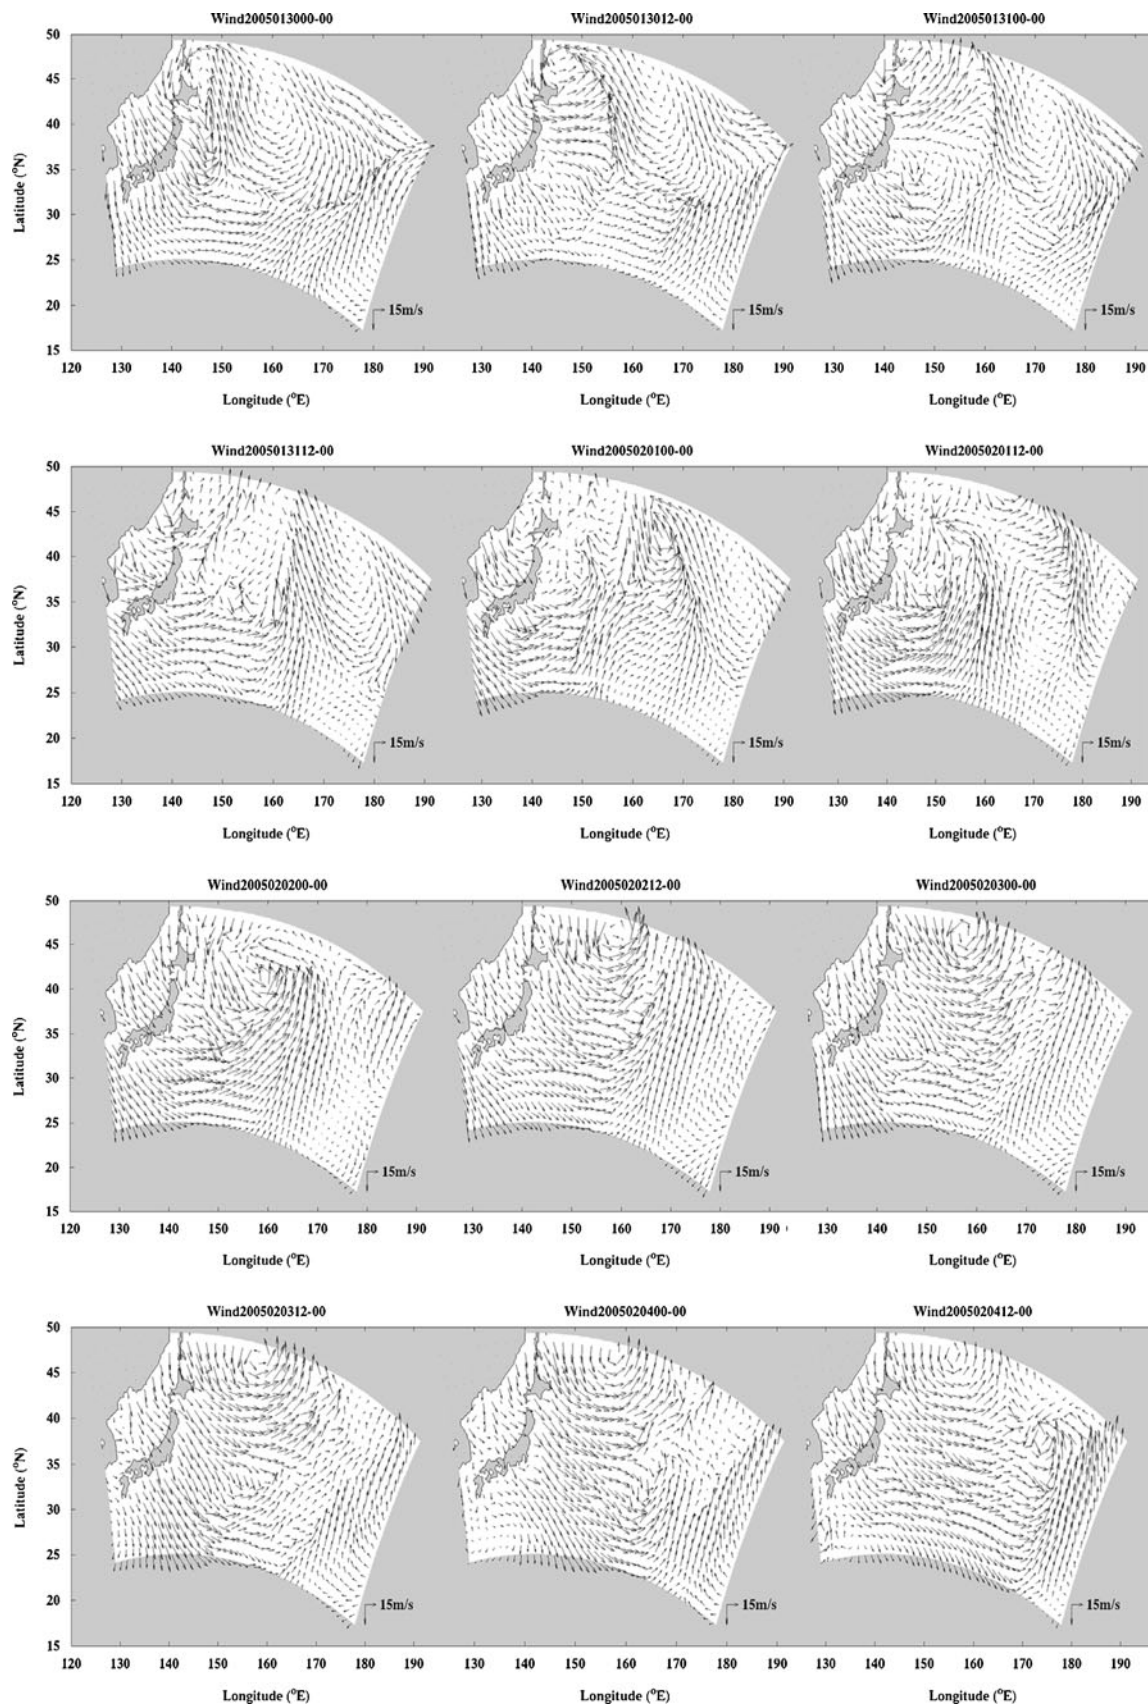 Wind2005013000-00 Wind2005013012-00 Wind2005013100-00
50
45
40
35
30
25
20
15
Latitude (°N)
15m/s 15m/s 15m/s
120 130 140 150 160 170 180 190 130 140 150 160 170 180 190 130 140 150 160 170 180 190
Longitude (°E) Longitude (°E) Longitude (°E)
Wind2005013112-00 Wind2005020100-00 Wind2005020112-00
50
45
40
35
30
25
20
15
Latitude (°N)
15m/s 15m/s 15m/s
120 130 140 150 160 170 180 190 130 140 150 160 170 180 190 130 140 150 160 170 180 190
Longitude (°E) Longitude (°E) Longitude (°E)
Wind2005020200-00 Wind2005020212-00 Wind2005020300-00
50
45
40
35
30
25
20
15
Latitude (°N)
15m/s 15m/s 15m/s
120 130 140 150 160 170 180 190 130 140 150 160 170 180 190 130 140 150 160 170 180 190
Longitude (°E) Longitude (°E) Longitude (°E)
Wind2005020312-00 Wind2005020400-00 Wind2005020412-00
50
45
40
35
30
25
20
15
Latitude (°N)
15m/s 15m/s 15m/s
120 130 140 150 160 170 180 190 130 140 150 160 170 180 190 130 140 150 160 170 180 190
Longitude (°E) Longitude (°E) Longitude (°E)